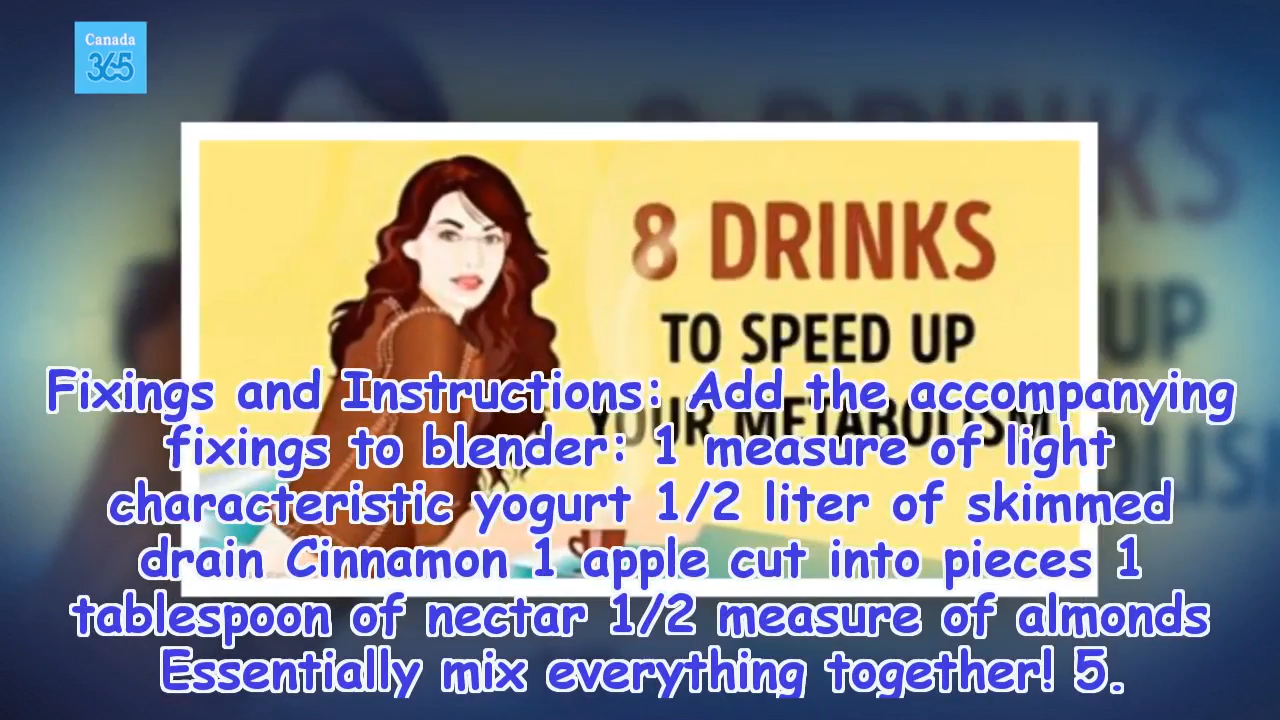 Canada
365
8 DRINKS
TO SPEED UP
YOUR METABOLISM
Fixings and Instructions: Add the accompanying
fixings to blender: 1 measure of light
characteristic yogurt 1/2 liter of skimmed
drain Cinnamon 1 apple cut into pieces 1
tablespoon of nectar 1/2 measure of almonds
Essentially mix everything together! 5.